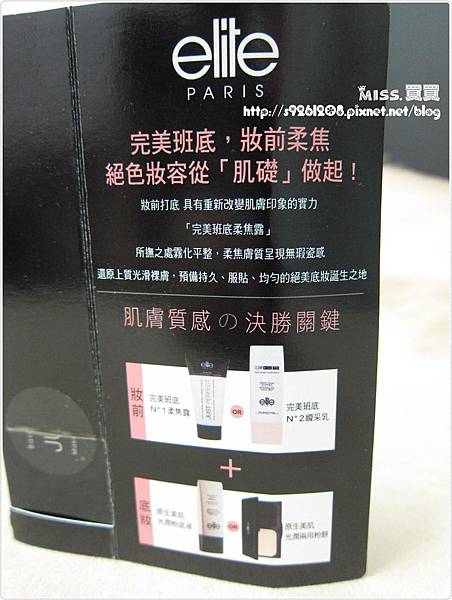 elite
PARIS
MISS.買買
http://s9261208.pixnet.net/blog
完美班底，妝前柔焦
絕色妝容從「肌礎」做起！
妝前打底 具有重新改變肌膚印象的實力
「完美班底柔焦露」
所撫之處霧化平整，柔焦膚質呈現無瑕瓷感
還原上質光滑裸膚，預備持久、服貼、均勻的絕美底妝誕生之地
肌膚質感の決勝關鍵
妝前
完美班底
N°1柔焦露
elite
OR
完美班底
N°2瞬采乳
+
底妝
原生美肌
光潤粉底液
elite
OR
原生美肌
光潤兩用粉餅